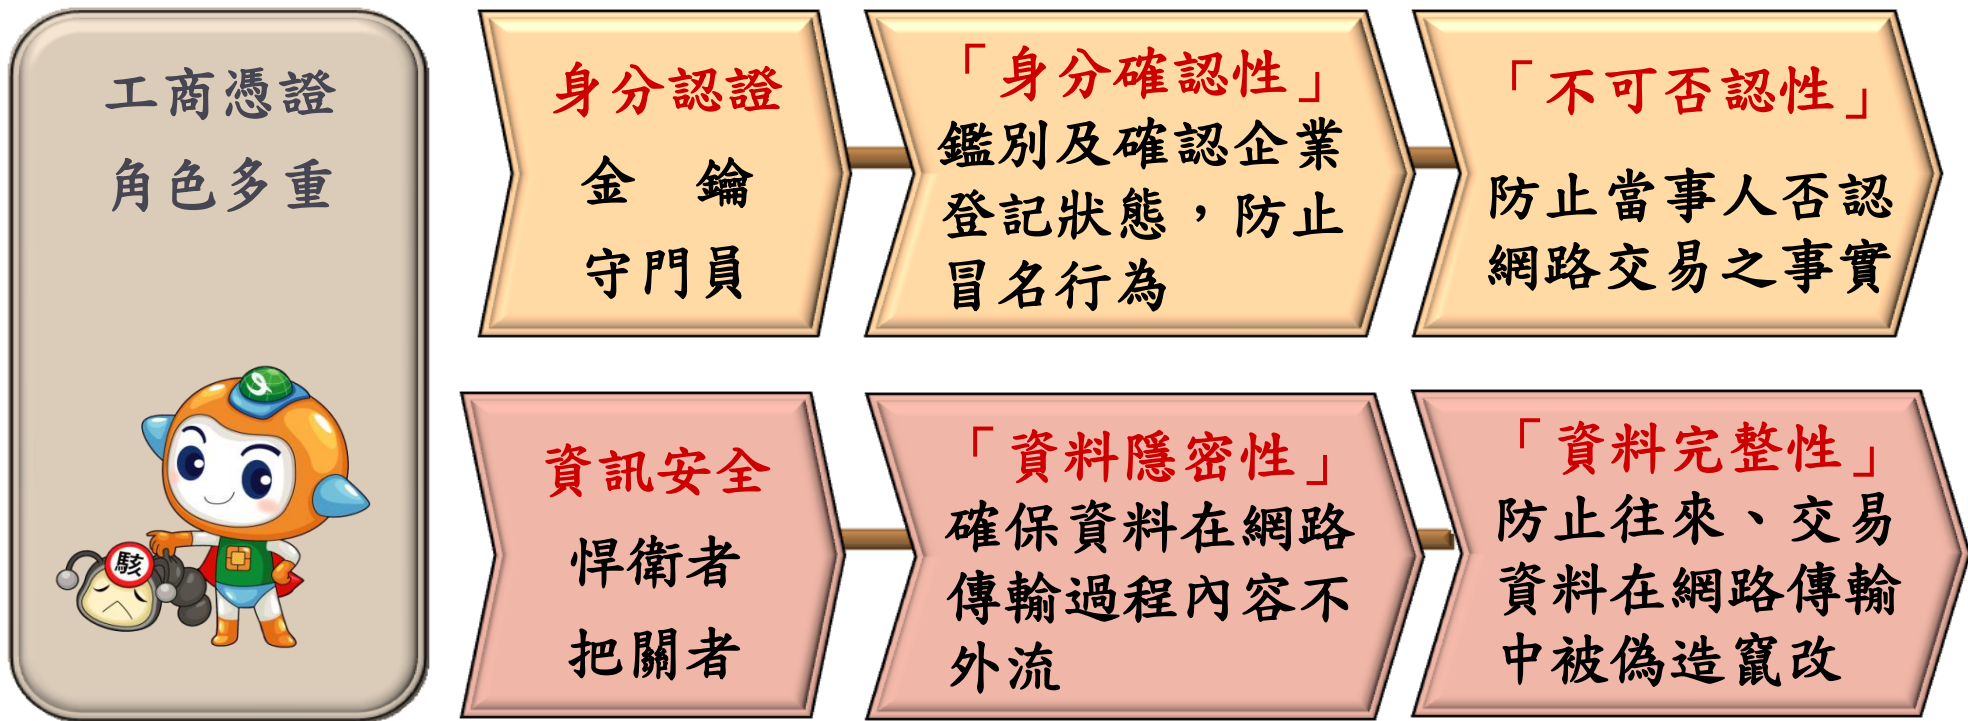 工商憑證
角色多重
身分認證
金 鑰
守門員
「身分確認性」
鑑別及確認企業
登記狀態，防止
冒名行為
「不可否認性」
防止當事人否認
網路交易之事實
駭
資訊安全
悍衛者
把關者
「資料隱密性」
確保資料在網路
傳輸過程內容不
外流
「資料完整性」
防止往來、交易
資料在網路傳輸
中被偽造竄改